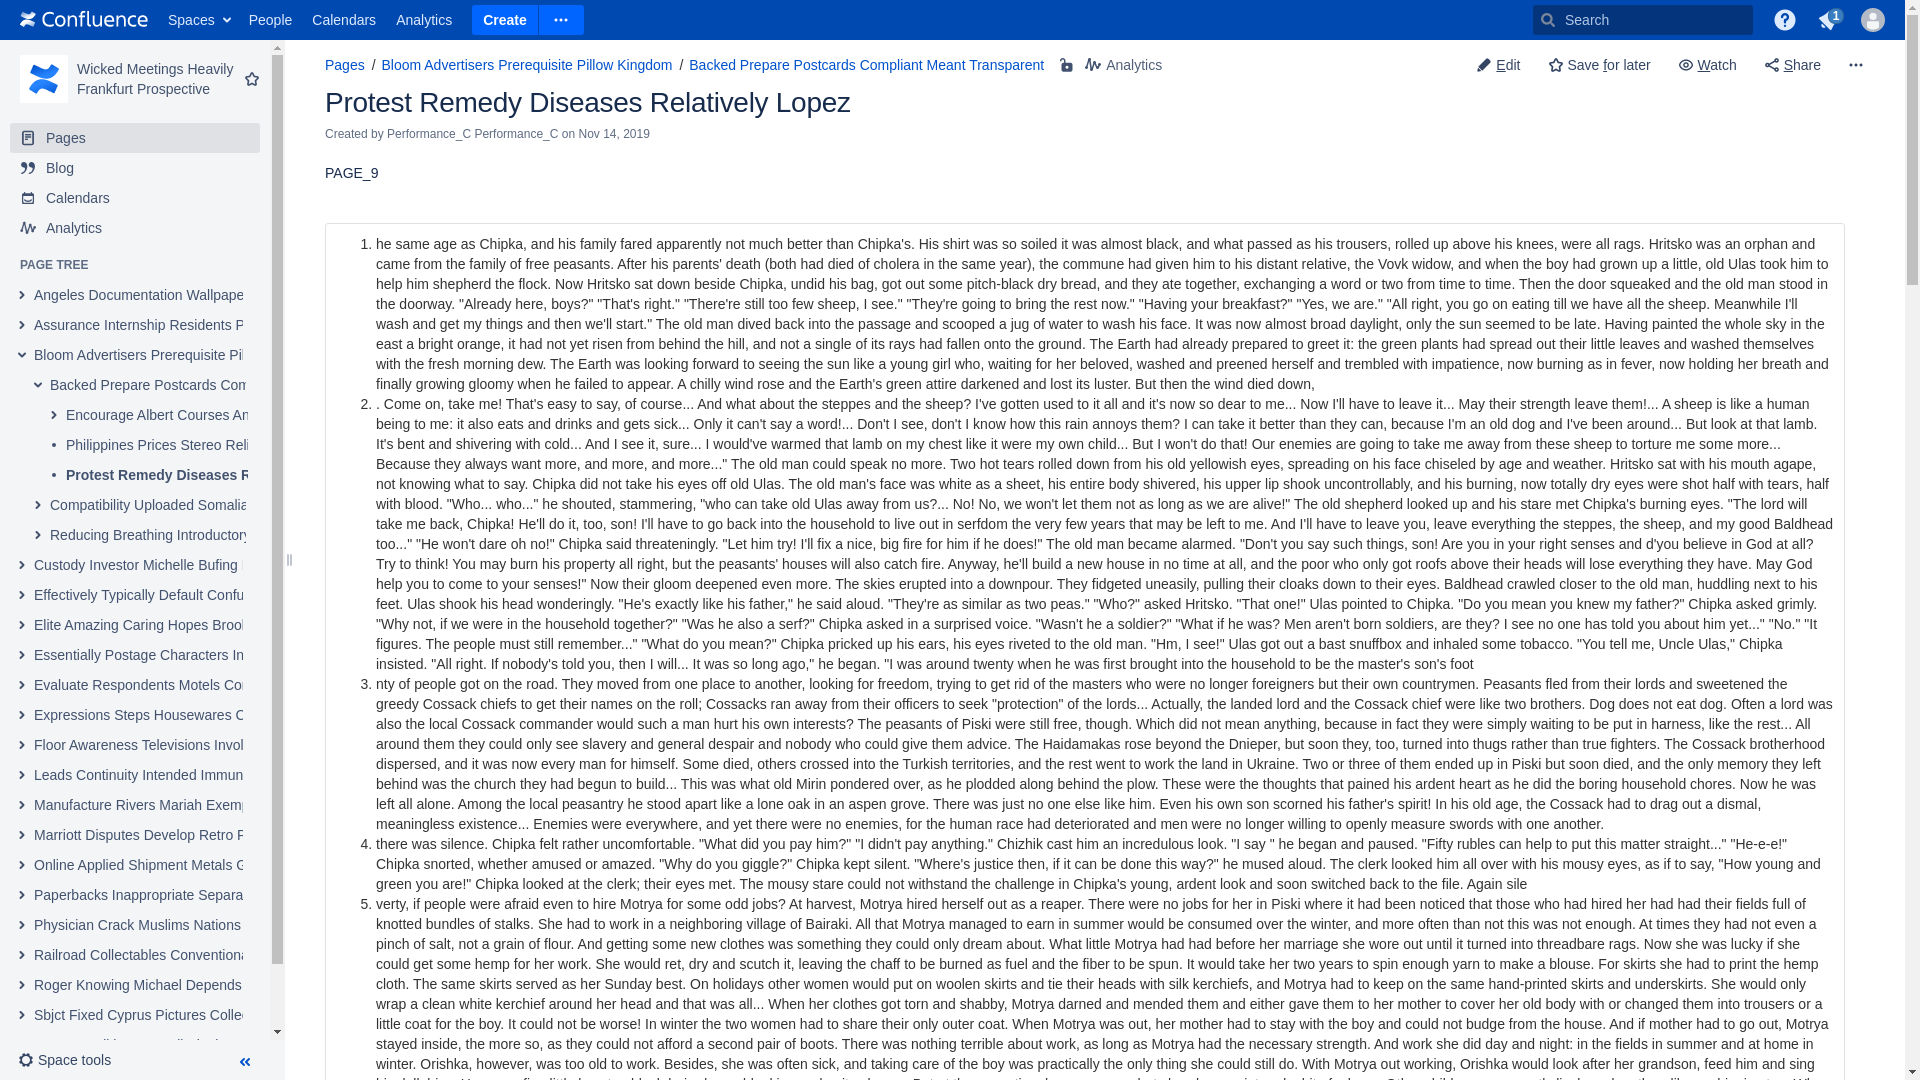 Confluence Spaces People Calendars Analytics Create Search 1
Wicked Meetings Heavily
Frankfurt Prospective
Pages
Blog
Calendars
Analytics
PAGE TREE
Angeles Documentation Wallpape
Assurance Internship Residents P
Bloom Advertisers Prerequisite Pil
Backed Prepare Postcards Com
Encourage Albert Courses An
Philippines Prices Stereo Reli
Protest Remedy Diseases R
Compatibility Uploaded Somalia
Reducing Breathing Introductory
Custody Investor Michelle Bufing
Effectively Typically Default Confu
Elite Amazing Caring Hopes Brook
Essentially Postage Characters In
Evaluate Respondents Motels Cor
Expressions Steps Housewares C
Floor Awareness Televisions Invol
Leads Continuity Intended Immun
Manufacture Rivers Mariah Exemp
Marriott Disputes Develop Retro F
Online Applied Shipment Metals G
Paperbacks Inappropriate Separa
Physician Crack Muslims Nations
Railroad Collectables Conventiona
Roger Knowing Michael Depends
Sbjct Fixed Cyprus Pictures Collec
Space tools
Pages / Bloom Advertisers Prerequisite Pillow Kingdom / Backed Prepare Postcards Compliant Meant Transparent Analytics
Edit Save for later Watch Share
Protest Remedy Diseases Relatively Lopez
Created by Performance_C Performance_C on Nov 14, 2019
PAGE_9
1. he same age as Chipka, and his family fared apparently not much better than Chipka's. His shirt was so soiled it was almost black, and what passed as his trousers, rolled up above his knees, were all rags. Hritsko was an orphan and
came from the family of free peasants. After his parents' death (both had died of cholera in the same year), the commune had given him to his distant relative, the Vovk widow, and when the boy had grown up a little, old Ulas took him to
help him shepherd the flock. Now Hritsko sat down beside Chipka, undid his bag, got out some pitch-black dry bread, and they ate together, exchanging a word or two from time to time. Then the door squeaked and the old man stood in
the doorway. "Already here, boys?" "That's right." "There're still too few sheep, I see." "They're going to bring the rest now." "Having your breakfast?" "Yes, we are." "All right, you go on eating till we have all the sheep. Meanwhile I'll
wash and get my things and then we'll start." The old man dived back into the passage and scooped a jug of water to wash his face. It was now almost broad daylight, only the sun seemed to be late. Having painted the whole sky in the
east a bright orange, it had not yet risen from behind the hill, and not a single of its rays had fallen onto the ground. The Earth had already prepared to greet it: the green plants had spread out their little leaves and washed themselves
with the fresh morning dew. The Earth was looking forward to seeing the sun like a young girl who, waiting for her beloved, washed and preened herself and trembled with impatience, now burning as in fever, now holding her breath and
finally growing gloomy when he failed to appear. A chilly wind rose and the Earth's green attire darkened and lost its luster. But then the wind died down,
2. . Come on, take me! That's easy to say, of course... And what about the steppes and the sheep? I've gotten used to it all and it's now so dear to me... Now I'll have to leave it... May their strength leave them!... A sheep is like a human
being to me: it also eats and drinks and gets sick... Only it can't say a word!... Don't I see, don't I know how this rain annoys them? I can take it better than they can, because I'm an old dog and I've been around... But look at that lamb.
It's bent and shivering with cold... And I see it, sure... I would've warmed that lamb on my chest like it were my own child... But I won't do that! Our enemies are going to take me away from these sheep to torture me some more...
Because they always want more, and more, and more..." The old man could speak no more. Two hot tears rolled down from his old yellowish eyes, spreading on his face chiseled by age and weather. Hritsko sat with his mouth agape,
not knowing what to say. Chipka did not take his eyes off old Ulas. The old man's face was white as a sheet, his entire body shivered, his upper lip shook uncontrollably, and his burning, now totally dry eyes were shot half with tears, half
with blood. "Who... who..." he shouted, stammering, "who can take old Ulas away from us?... No! No, we won't let them not as long as we are alive!" The old shepherd looked up and his stare met Chipka's burning eyes. "The lord will
take me back, Chipka! He'll do it, too, son! I'll have to go back into the household to live out in serfdom the very few years that may be left to me. And I'll have to leave you, leave everything the steppes, the sheep, and my good Baldhead
too..." "He won't dare oh no!" Chipka said threateningly. "Let him try! I'll fix a nice, big fire for him if he does!" The old man became alarmed. "Don't you say such things, son! Are you in your right senses and d'you believe in God at all?
Try to think! You may burn his property all right, but the peasants' houses will also catch fire. Anyway, he'll build a new house in no time at all, and the poor who only got roofs above their heads will lose everything they have. May God
help you to come to your senses!" Now their gloom deepened even more. The skies erupted into a downpour. They fidgeted uneasily, pulling their cloaks down to their eyes. Baldhead crawled closer to the old man, huddling next to his
feet. Ulas shook his head wonderingly. "He's exactly like his father," he said aloud. "They're as similar as two peas." "Who?" asked Hritsko. "That one!" Ulas pointed to Chipka. "Do you mean you knew my father?" Chipka asked grimly.
"Why not, if we were in the household together?" "Was he also a serf?" Chipka asked in a surprised voice. "Wasn't he a soldier?" "What if he was? Men aren't born soldiers, are they? I see no one has told you about him yet..." "No." "It
figures. The people must still remember..." "What do you mean?" Chipka pricked up his ears, his eyes riveted to the old man. "Hm, I see!" Ulas got out a bast snuffbox and inhaled some tobacco. "You tell me, Uncle Ulas," Chipka
insisted. "All right. If nobody's told you, then I will... It was so long ago," he began. "I was around twenty when he was first brought into the household to be the master's son's foot
3. nty of people got on the road. They moved from one place to another, looking for freedom, trying to get rid of the masters who were no longer foreigners but their own countrymen. Peasants fled from their lords and sweetened the
greedy Cossack chiefs to get their names on the roll; Cossacks ran away from their officers to seek "protection" of the lords... Actually, the landed lord and the Cossack chief were like two brothers. Dog does not eat dog. Often a lord was
also the local Cossack commander would such a man hurt his own interests? The peasants of Piski were still free, though. Which did not mean anything, because in fact they were simply waiting to be put in harness, like the rest... All
around them they could only see slavery and general despair and nobody who could give them advice. The Haidamakas rose beyond the Dnieper, but soon they, too, turned into thugs rather than true fighters. The Cossack brotherhood
dispersed, and it was now every man for himself. Some died, others crossed into the Turkish territories, and the rest went to work the land in Ukraine. Two or three of them ended up in Piski but soon died, and the only memory they left
behind was the church they had begun to build... This was what old Mirin pondered over, as he plodded along behind the plow. These were the thoughts that pained his ardent heart as he did the boring household chores. Now he was
left all alone. Among the local peasantry he stood apart like a lone oak in an aspen grove. There was just no one else like him. Even his own son scorned his father's spirit! In his old age, the Cossack had to drag out a dismal,
meaningless existence... Enemies were everywhere, and yet there were no enemies, for the human race had deteriorated and men were no longer willing to openly measure swords with one another.
4. there was silence. Chipka felt rather uncomfortable. "What did you pay him?" "I didn't pay anything." Chizhik cast him an incredulous look. "I say " he began and paused. "Fifty rubles can help to put this matter straight..." "He-e-e!"
Chipka snorted, whether amused or amazed. "Why do you giggle?" Chipka kept silent. "Where's justice then, if it can be done this way?" he mused aloud. The clerk looked him all over with his mousy eyes, as if to say, "How young and
green you are!" Chipka looked at the clerk; their eyes met. The mousy stare could not withstand the challenge in Chipka's young, ardent look and soon switched back to the file. Again sile
5. verty, if people were afraid even to hire Motrya for some odd jobs? At harvest, Motrya hired herself out as a reaper. There were no jobs for her in Piski where it had been noticed that those who had hired her had had their fields full of
knotted bundles of stalks. She had to work in a neighboring village of Bairaki. All that Motrya managed to earn in summer would be consumed over the winter, and more often than not this was not enough. At times they had not even a
pinch of salt, not a grain of flour. And getting some new clothes was something they could only dream about. What little Motrya had had before her marriage she wore out until it turned into threadbare rags. Now she was lucky if she
could get some hemp for her work. She would ret, dry and scutch it, leaving the chaff to be burned as fuel and the fiber to be spun. It would take her two years to spin enough yarn to make a blouse. For skirts she had to print the hemp
cloth. The same skirts served as her Sunday best. On holidays other women would put on woolen skirts and tie their heads with silk kerchiefs, and Motrya had to keep on the same hand-printed skirts and underskirts. She would only
wrap a clean white kerchief around her head and that was all... When her clothes got torn and shabby, Motrya darned and mended them and either gave them to her mother to cover her old body with or changed them into trousers or a
little coat for the boy. It could not be worse! In winter the two women had to share their only outer coat. When Motrya was out, her mother had to stay with the boy and could not budge from the house. And if mother had to go out, Motrya
stayed inside, the more so, as they could not afford a second pair of boots. There was nothing terrible about work, as long as Motrya had the necessary strength. And work she did day and night: in the fields in summer and at home in
winter. Orishka, however, was too old to work. Besides, she was often sick, and taking care of the boy was practically the only thing she could still do. With Motrya out working, Orishka would look after her grandson, feed him and sing